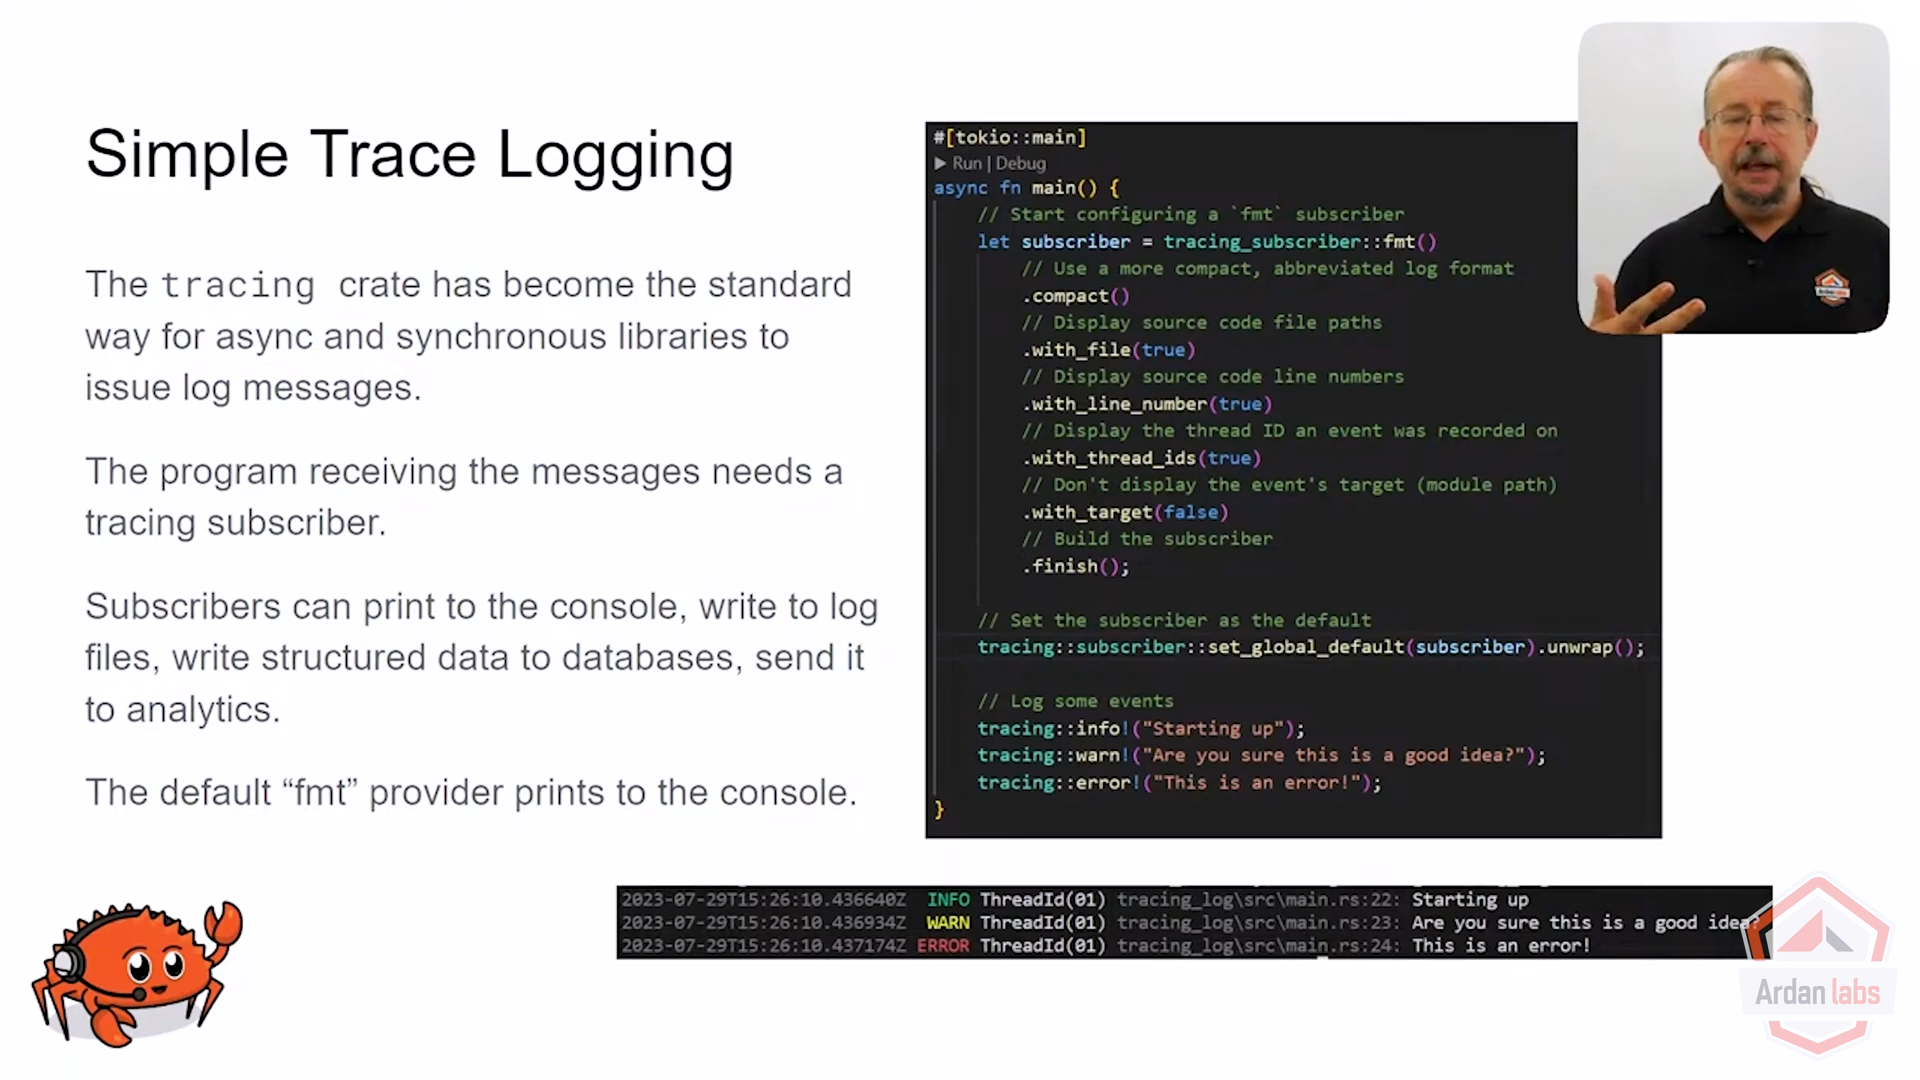 Simple Trace Logging
The tracing crate has become the standard
way for async and synchronous libraries to
issue log messages.
The program receiving the messages needs a
tracing subscriber.
Subscribers can print to the console, write to log
files, write structured data to databases, send it
to analytics.
The default “fmt” provider prints to the console.
#[tokio::main]
▶ Run | Debug
async fn main() {
    // Start configuring a `fmt` subscriber
    let subscriber = tracing_subscriber::fmt()
        // Use a more compact, abbreviated log format
        .compact()
        // Display source code file paths
        .with_file(true)
        // Display source code line numbers
        .with_line_number(true)
        // Display the thread ID an event was recorded on
        .with_thread_ids(true)
        // Don't display the event's target (module path)
        .with_target(false)
        // Build the subscriber
        .finish();
    // Set the subscriber as the default
    tracing::subscriber::set_global_default(subscriber).unwrap();
    // Log some events
    tracing::info!("Starting up");
    tracing::warn!("Are you sure this is a good idea?");
    tracing::error!("This is an error!");
}
2023-07-29T15:26:10.436640Z  INFO ThreadId(01) tracing_log\src\main.rs:22: Starting up
2023-07-29T15:26:10.436934Z  WARN ThreadId(01) tracing_log\src\main.rs:23: Are you sure this is a good idea?
2023-07-29T15:26:10.437174Z ERROR ThreadId(01) tracing_log\src\main.rs:24: This is an error!
Ardan labs
Ardan labs